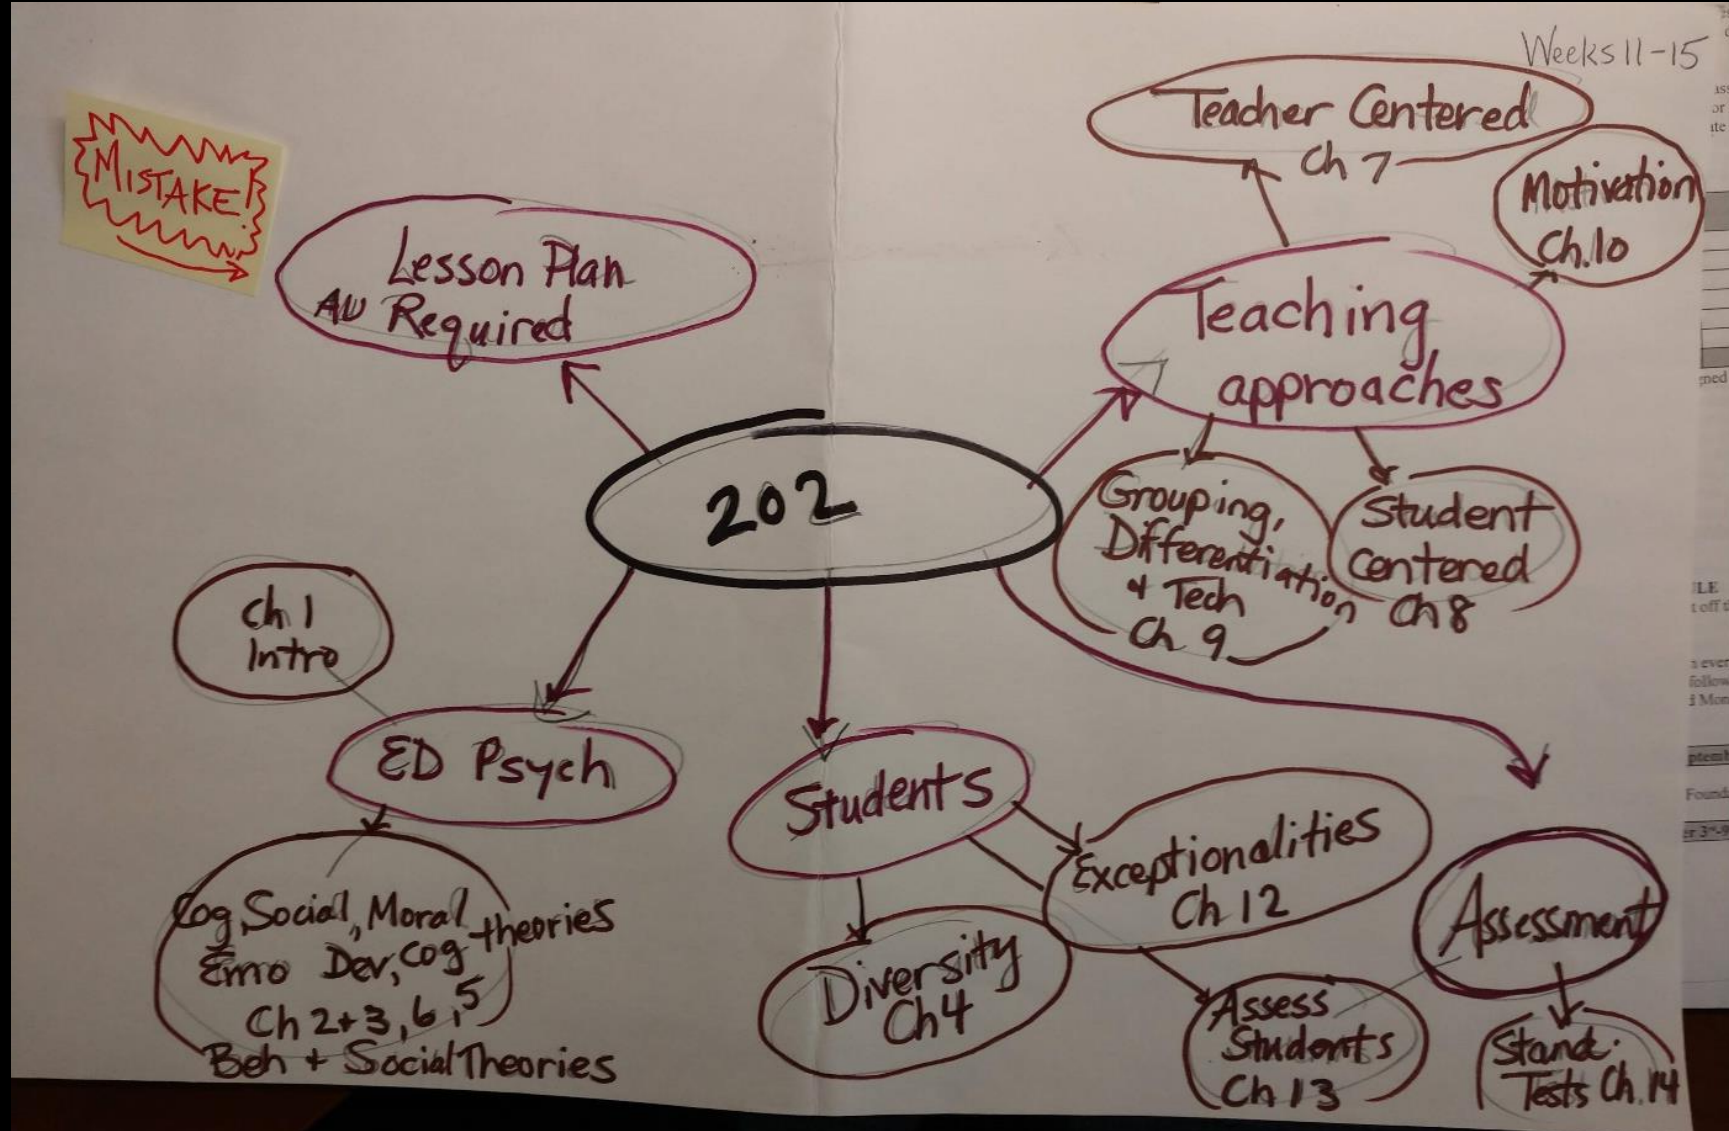 Weeks 11-15
Teacher Centered
Ch 7
Motivation
Ch.10
MISTAKE!
Lesson Plan
AU Required
Teaching
approaches
202
Grouping,
Differentiation
+ Tech
Ch 9
Student
Centered
Ch 8
Ch 1
Intro
ED Psych
Cog, Social, Moral
Emo Dev, Cog theories
Ch 2+3, 6, 5
Beh + Social Theories
Students
Exceptionalities
Ch 12
Diversity
Ch4
Assessment
Assess
Students
Ch 13
Stand.
Tests Ch. 14